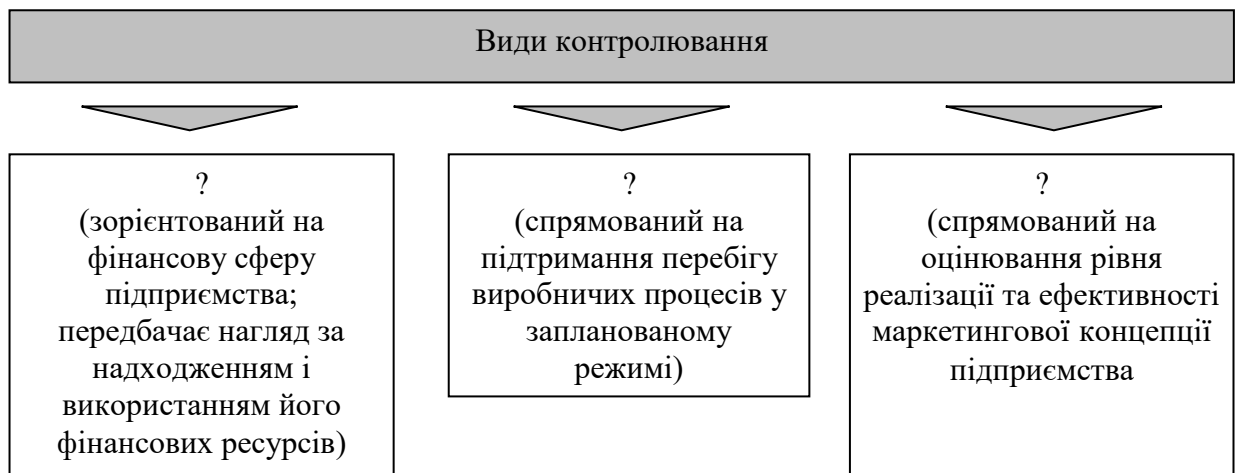 Види контролювання
?
(зорієнтований на
фінансову сферу
підприємства;
передбачає нагляд за
надходженням і
використанням його
фінансових ресурсів)
?
(спрямований на
підтримання перебігу
виробничих процесів у
запланованому
режимі)
?
(спрямований на
оцінювання рівня
реалізації та ефективності
маркетингової концепції
підприємства